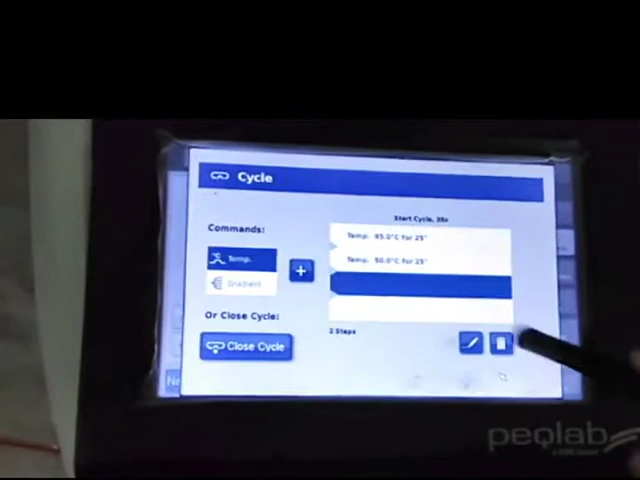 Cycle
Start Cycle, 35x
Commands:
Temp: 95.0°C for 25"
Temp.
Temp: 50.0°C for 25"
Gradient
Or Close Cycle:
2 Steps
Close Cycle
peqlab